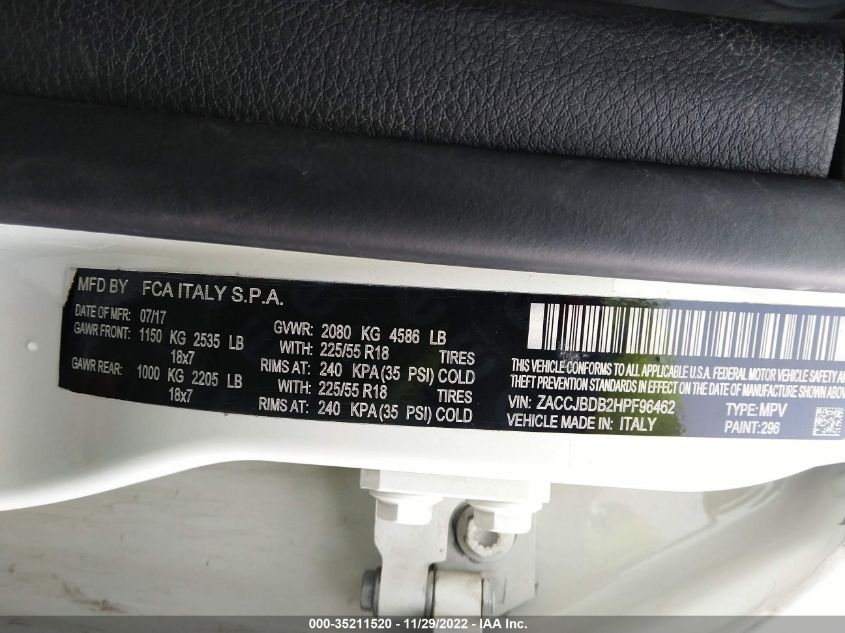 MFD BY FCA ITALY S.P.A.
DATE OF MFR: 07/17
GAWR FRONT: 1150 KG 2535 LB
18x7
GAWR REAR: 1000 KG 2205 LB
18x7
GVWR: 2080 KG 4586 LB
WITH: 225/55 R18 TIRES
RIMS AT: 240 KPA (35 PSI) COLD
WITH: 225/55 R18 TIRES
RIMS AT: 240 KPA (35 PSI) COLD
THIS VEHICLE CONFORMS TO ALL APPLICABLE U.S.A. FEDERAL MOTOR VEHICLE SAFETY AN
THEFT PREVENTION STANDARDS IN EFFECT ON THE DATE OF MANUFACTURE SHOWN ABOVE
VIN: ZACCJBDB2HPF96462 TYPE: MPV
VEHICLE MADE IN: ITALY PAINT: 296
000-35211520 - 11/29/2022 - IAA Inc.